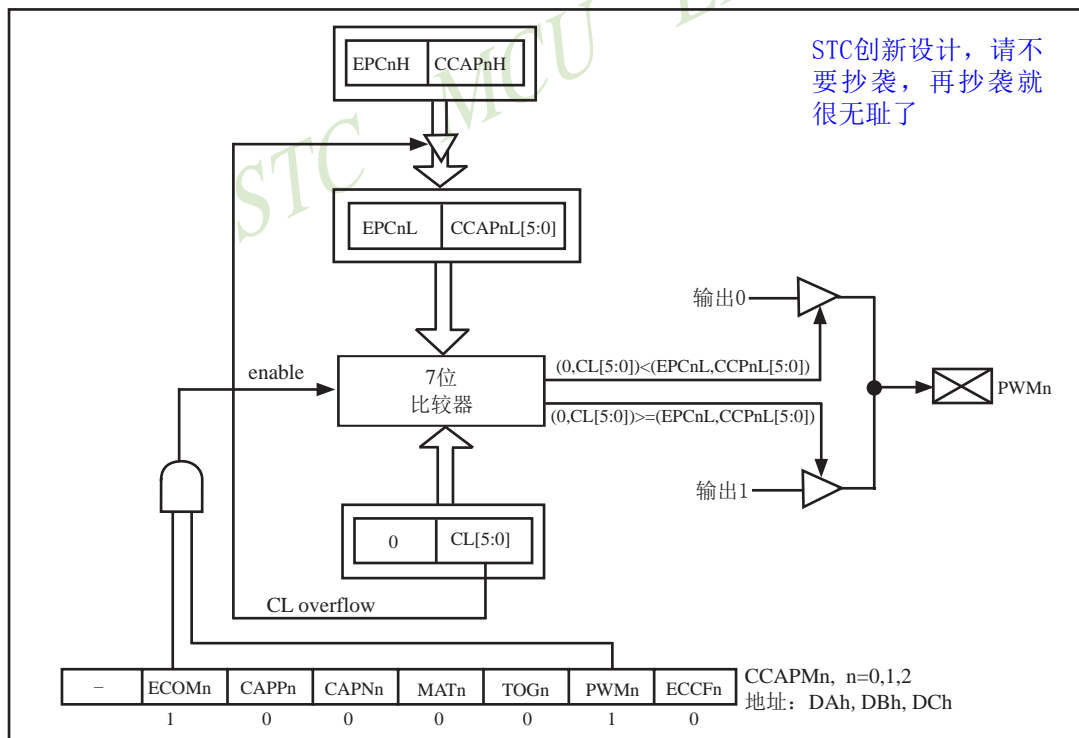 STC MCU
EPCnH CCAPnH
STC创新设计，请不
要抄袭，再抄袭就
很无耻了
EPCnL CCAPnL[5:0]
输出0
enable
7位
比较器
(0,CL[5:0])<(EPCnL,CCPnL[5:0])
(0,CL[5:0])>=(EPCnL,CCPnL[5:0])
PWMn
输出1
0 CL[5:0]
CL overflow
− ECOMn CAPPn CAPNn MATn TOGn PWMn ECCFn
CCAPMn, n=0,1,2
地址：DAh, DBh, DCh
1 0 0 0 0 1 0